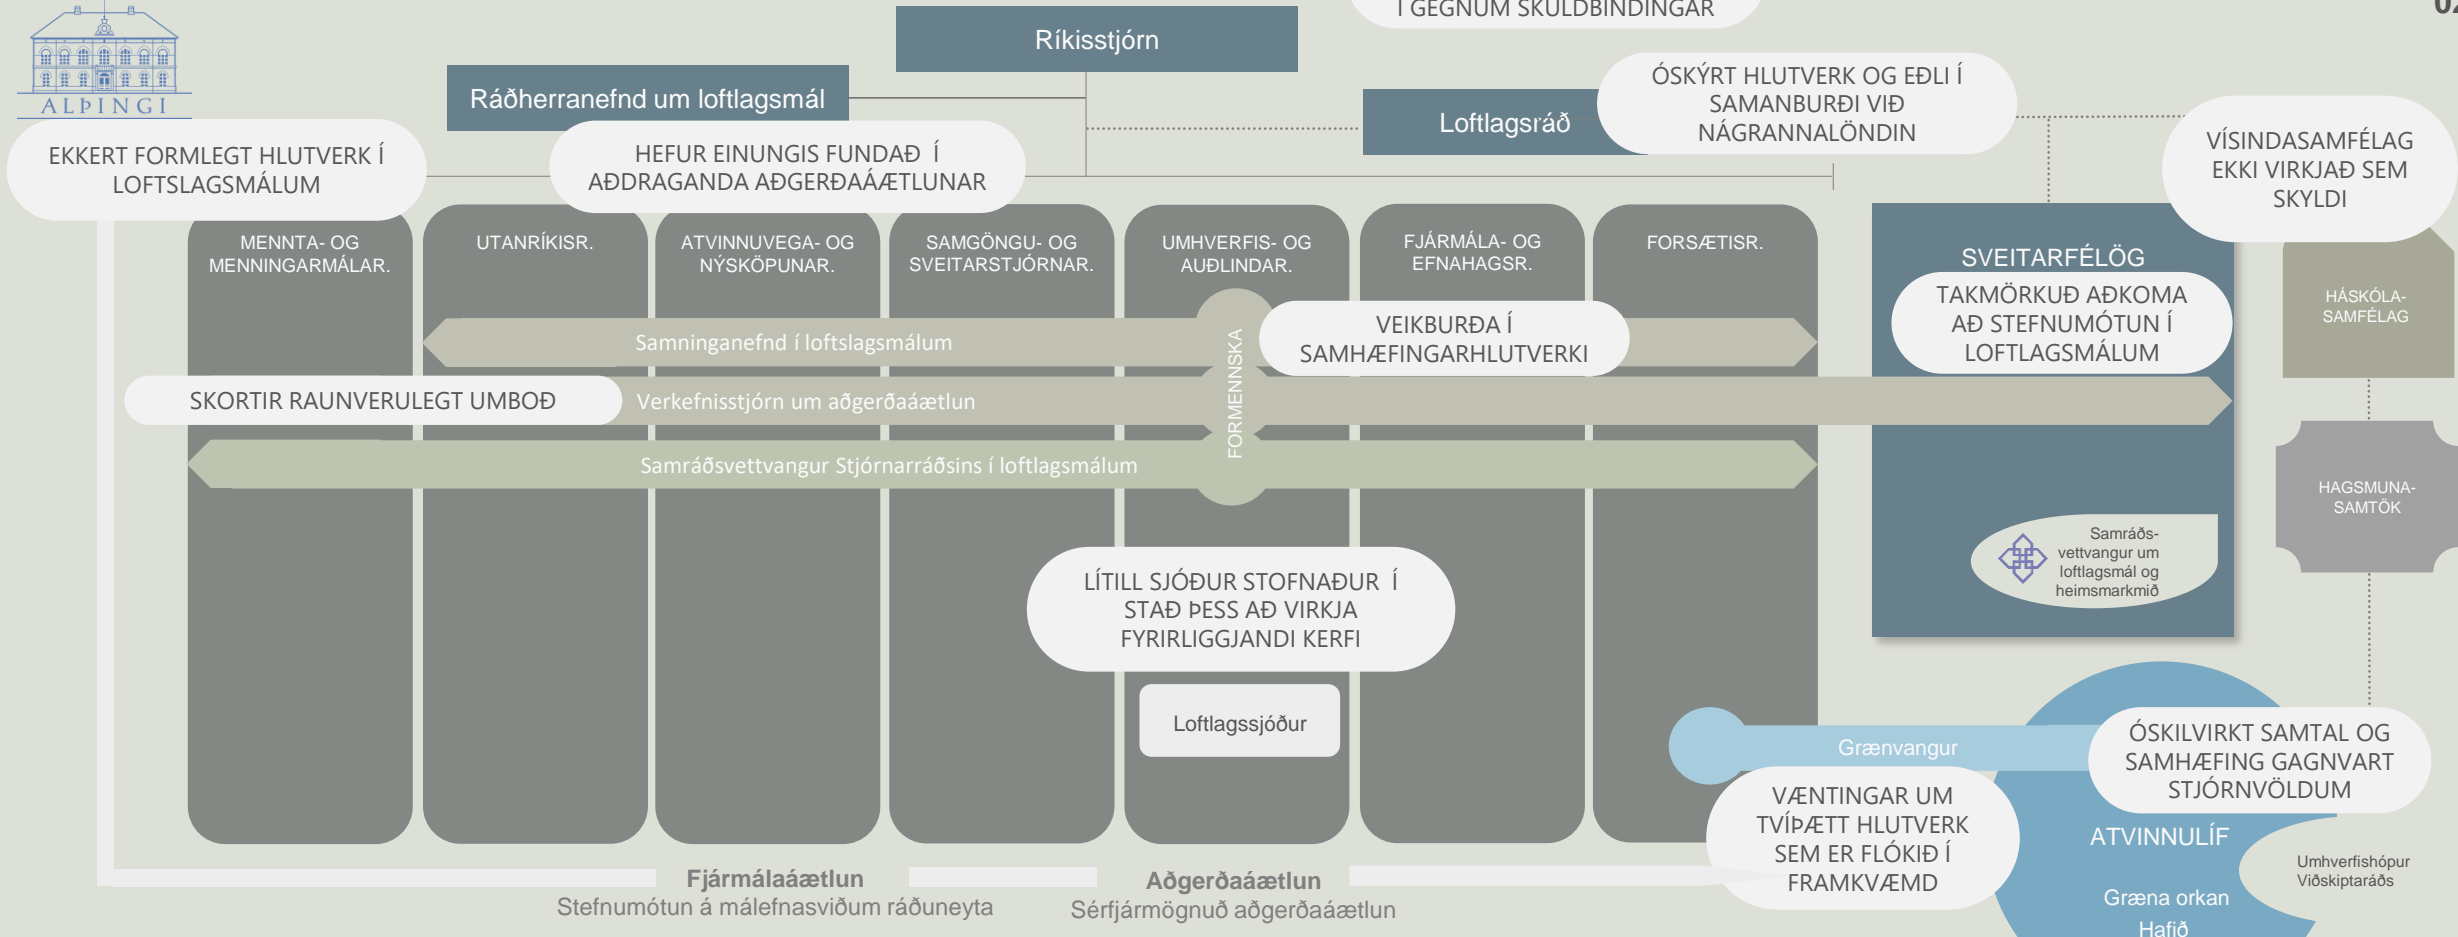 Í GEGNUM SKULDBINDINGAR
02
ALÞINGI
Ríkisstjórn
Ráðherranefnd um loftlagsmál
Loftlagsráð
ÓSKÝRT HLUTVERK OG EÐLI Í
SAMANBURÐI VIÐ
NÁGRANNALÖNDIN
EKKERT FORMLEGT HLUTVERK Í
LOFTSLAGSMÁLUM
HEFUR EINUNGIS FUNDAÐ Í
AÐDRAGANDA AÐGERÐAÁÆTLUNAR
VÍSINDASAMFÉLAG
EKKI VIRKJAÐ SEM
SKYLDI
MENNTA- OG
MENNINGARMÁLAR.
UTANRÍKISR.
ATVINNUVEGA- OG
NÝSKÖPUNAR.
SAMGÖNGU- OG
SVEITARSTJÓRNAR.
UMHVERFIS- OG
AUÐLINDAR.
FJÁRMÁLA- OG
EFNAHAGSR.
FORSÆTISR.
SVEITARFÉLÖG
TAKMÖRKUÐ AÐKOMA
AÐ STEFNUMÓTUN Í
LOFTLAGSMÁLUM
HÁSKÓLA-
SAMFÉLAG
Samninganefnd í loftslagsmálum
FORMENNSKA
VEIKBURÐA Í
SAMHÆFINGARHLUTVERKI
SKORTIR RAUNVERULEGT UMBOÐ
Verkefnisstjórn um aðgerðaáætlun
Samráðsvettvangur Stjórnarráðsins í loftlagsmálum
HAGSMUNA-
SAMTÖK
Samráðs-
vettvangur um
loftlagsmál og
heimsmarkmið
LÍTILL SJÓÐUR STOFNAÐUR Í
STAÐ ÞESS AÐ VIRKJA
FYRIRLIGGJANDI KERFI
Loftlagssjóður
Grænvangur
ÓSKILVIRKT SAMTAL OG
SAMHÆFING GAGNVART
STJÓRNVÖLDUM
VÆNTINGAR UM
TVÍÞÆTT HLUTVERK
SEM ER FLÓKIÐ Í
FRAMKVÆMD
ATVINNULÍF
Græna orkan
Hafið
Umhverfishópur
Viðskiptaráðs
Fjármálaáætlun
Stefnumótun á málefnasviðum ráðuneyta
Aðgerðaáætlun
Sérfjármögnuð aðgerðaáætlun